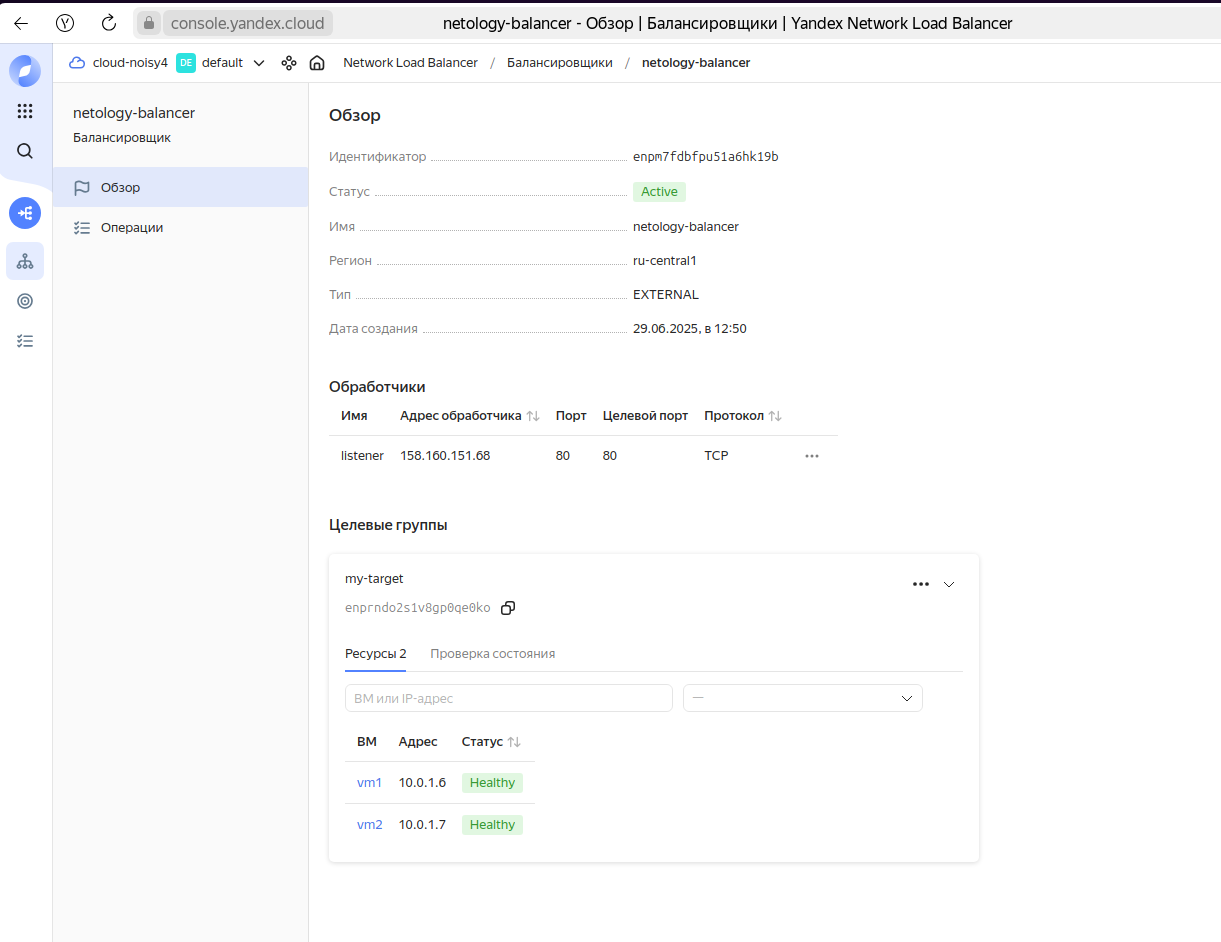 console.yandex.cloud netology-balancer - Обзор | Балансировщики | Yandex Network Load Balancer
cloud-noisy4 DE default Network Load Balancer / Балансировщики / netology-balancer
netology-balancer
Балансировщик
Обзор
Операции
Обзор
Идентификатор enpm7fdbfpu51a6hk19b
Статус Active
Имя netology-balancer
Регион ru-central1
Тип EXTERNAL
Дата создания 29.06.2025, в 12:50
Обработчики
Имя Адрес обработчика Порт Целевой порт Протокол
listener 158.160.151.68 80 80 TCP
Целевые группы
my-target
enprndo2s1v8gp0qe0ko
Ресурсы 2 Проверка состояния
ВМ или IP-адрес —
ВМ Адрес Статус
vm1 10.0.1.6 Healthy
vm2 10.0.1.7 Healthy